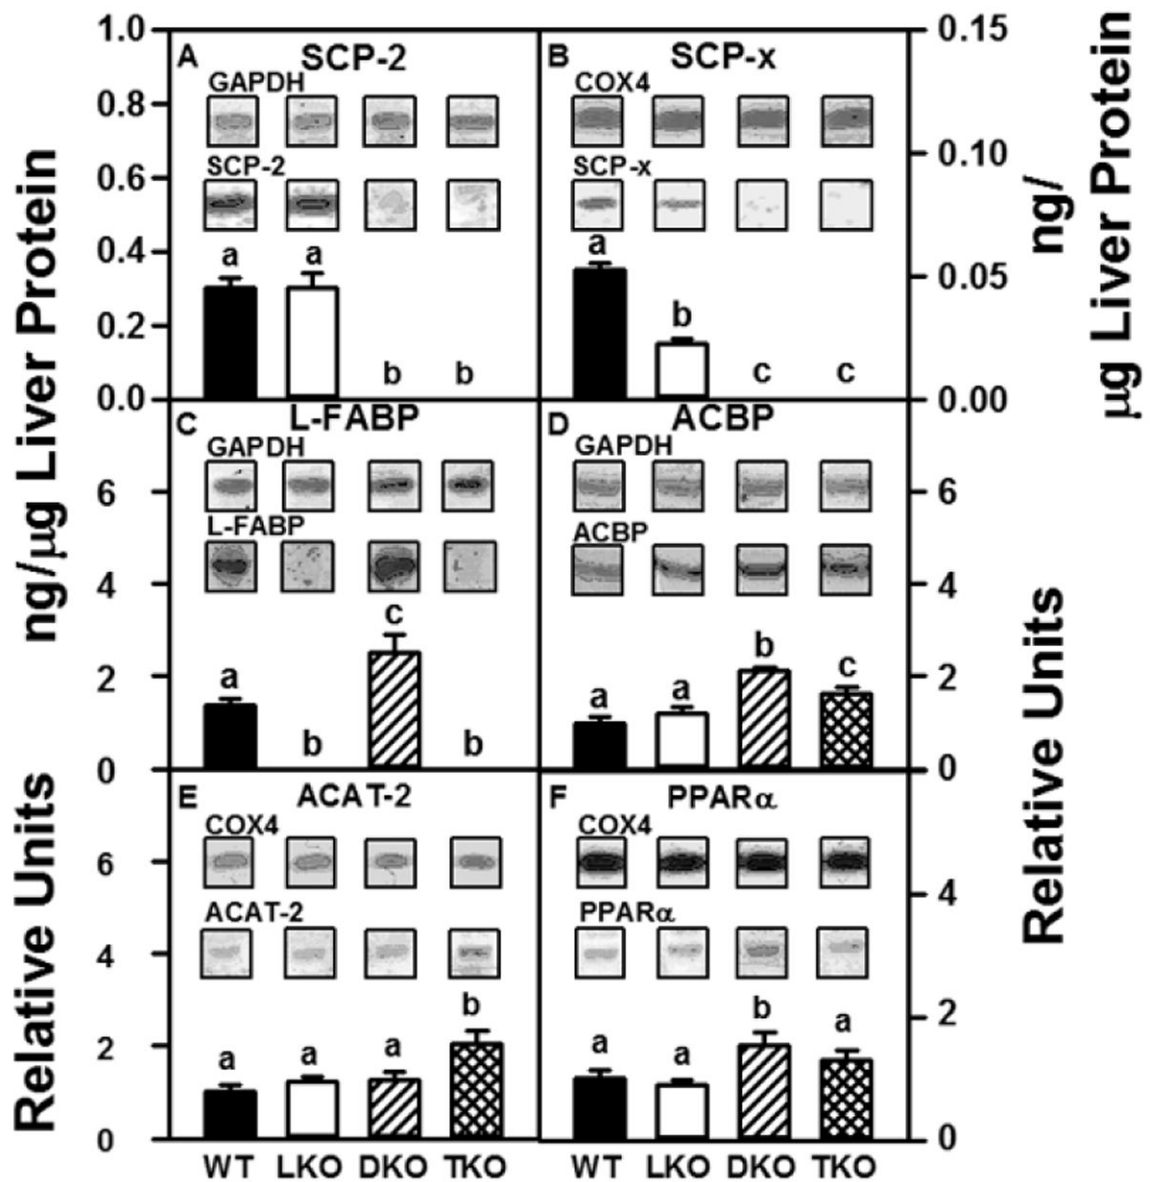 ng/µg Liver Protein
Relative Units
1.0
0.8
0.6
0.4
0.2
0.0
A
SCP-2
GAPDH
SCP-2
a
a
b
b
B
SCP-x
COX4
SCP-x
a
b
c
c
0.15
0.10
0.05
0.00
ng/
µg Liver Protein
6
4
2
0
C
L-FABP
GAPDH
L-FABP
a
b
c
b
D
ACBP
GAPDH
ACBP
a
a
b
c
6
4
2
0
Relative Units
6
4
2
0
E
ACAT-2
COX4
ACAT-2
a
a
a
b
F
PPARα
COX4
PPARα
a
a
b
a
4
2
0
WT LKO DKO TKO
WT LKO DKO TKO